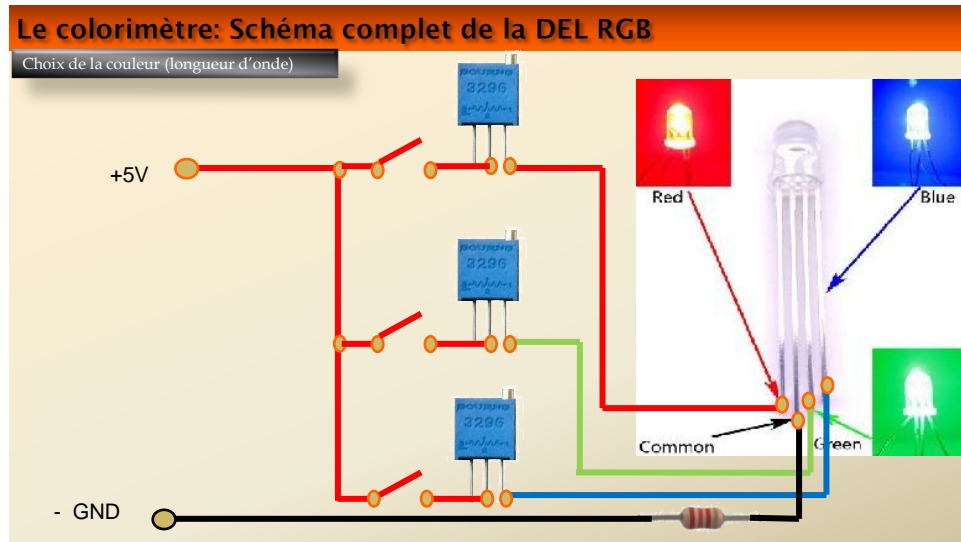 Le colorimètre: Schéma complet de la DEL RGB
Choix de la couleur (longueur d'onde)
BOURNS
3296
+5V
Red
Blue
BOURNS
3296
BOURNS
3296
Common
Green
- GND